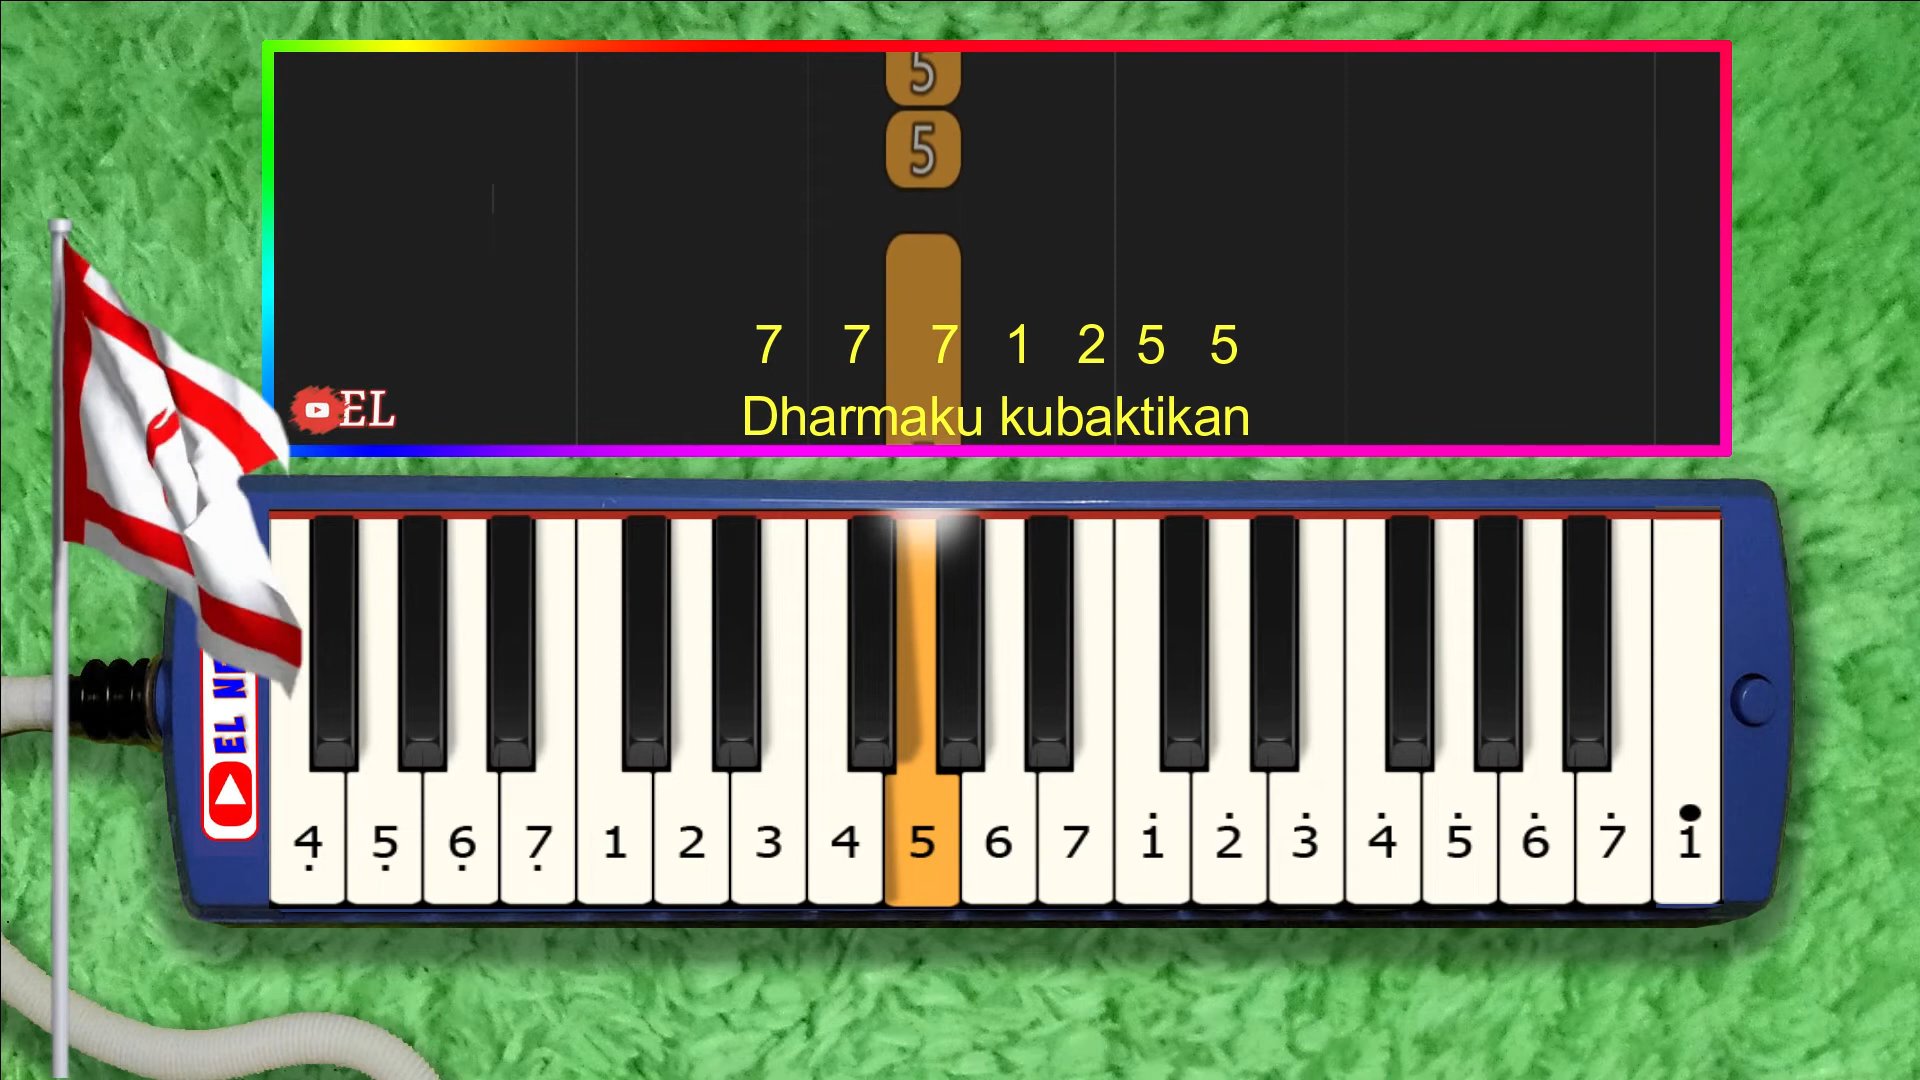 5
5
7 7 7 1 2 5 5
Dharmaku kubaktikan
EL
EL
4̣ 5̣ 6̣ 7̣ 1 2 3 4 5 6 7 1̇ 2̇ 3̇ 4̇ 5̇ 6̇ 7̇ 1̇